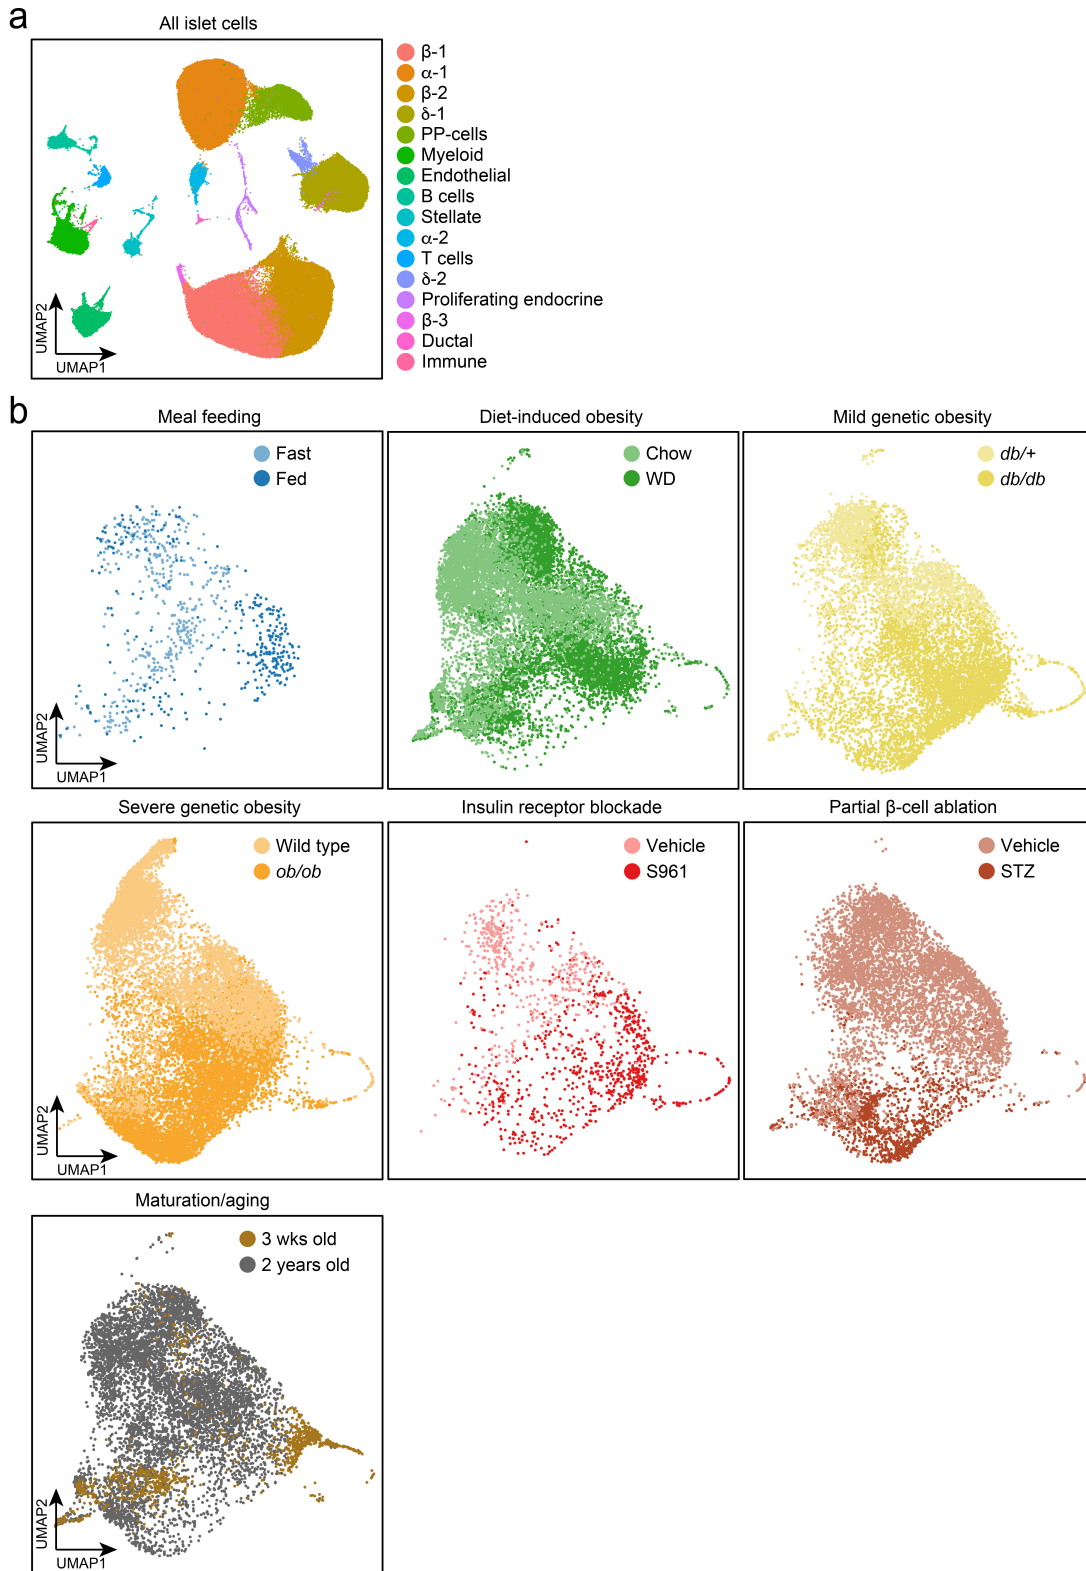 a
All islet cells
β-1
α-1
β-2
δ-1
PP-cells
Myeloid
Endothelial
B cells
Stellate
α-2
T cells
δ-2
Proliferating endocrine
β-3
Ductal
Immune
UMAP2
UMAP1
b
Meal feeding
Fast
Fed
UMAP2
UMAP1
Diet-induced obesity
Chow
WD
Mild genetic obesity
db/+
db/db
Severe genetic obesity
Wild type
ob/ob
UMAP2
UMAP1
Insulin receptor blockade
Vehicle
S961
Partial β-cell ablation
Vehicle
STZ
Maturation/aging
3 wks old
2 years old
UMAP2
UMAP1